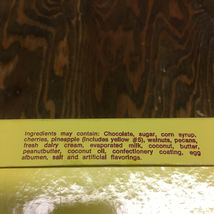 Ingredients may contain: Chocolate, sugar, corn syrup,
cherries, pineapple (includes yellow #5), walnuts, pecans,
fresh dairy cream, evaporated milk, coconut, butter,
peanutbutter, coconut oil, confectionery coating, egg
albumen, salt and artificial flavorings.